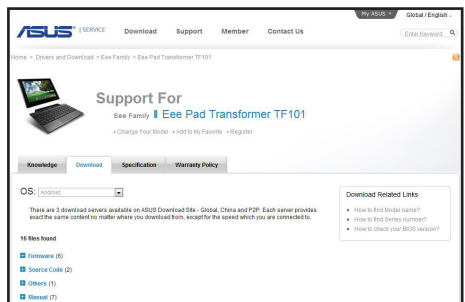 My ASUS
Global / English
ASUS | SERVICE Download Support Member Contact Us
Enter Keyword
Home > Drivers and Download > Eee Family > Eee Pad Transformer TF101
Support For
Eee Family Eee Pad Transformer TF101
• Change Your Model • Add to My Favorite • Register
Knowledge Download Specification Warranty Policy
OS: Android
There are 3 download servers available on ASUS Download Site - Global, China and P2P. Each server provides
exact the same content no matter where you download from, except for the speed which you are connected to.
16 files found
Firmware (6)
Source Code (2)
Others (1)
Manual (7)
Download Related Links
• How to find Model name?
• How to find Series number?
• How to check your BIOS version?